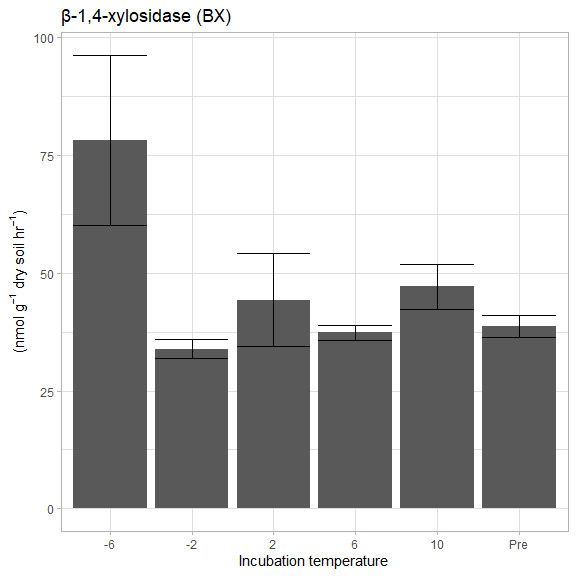 β-1,4-xylosidase (BX)
100
75
50
25
0
(nmol g⁻¹ dry soil hr⁻¹)
-6 -2 2 6 10 Pre
Incubation temperature